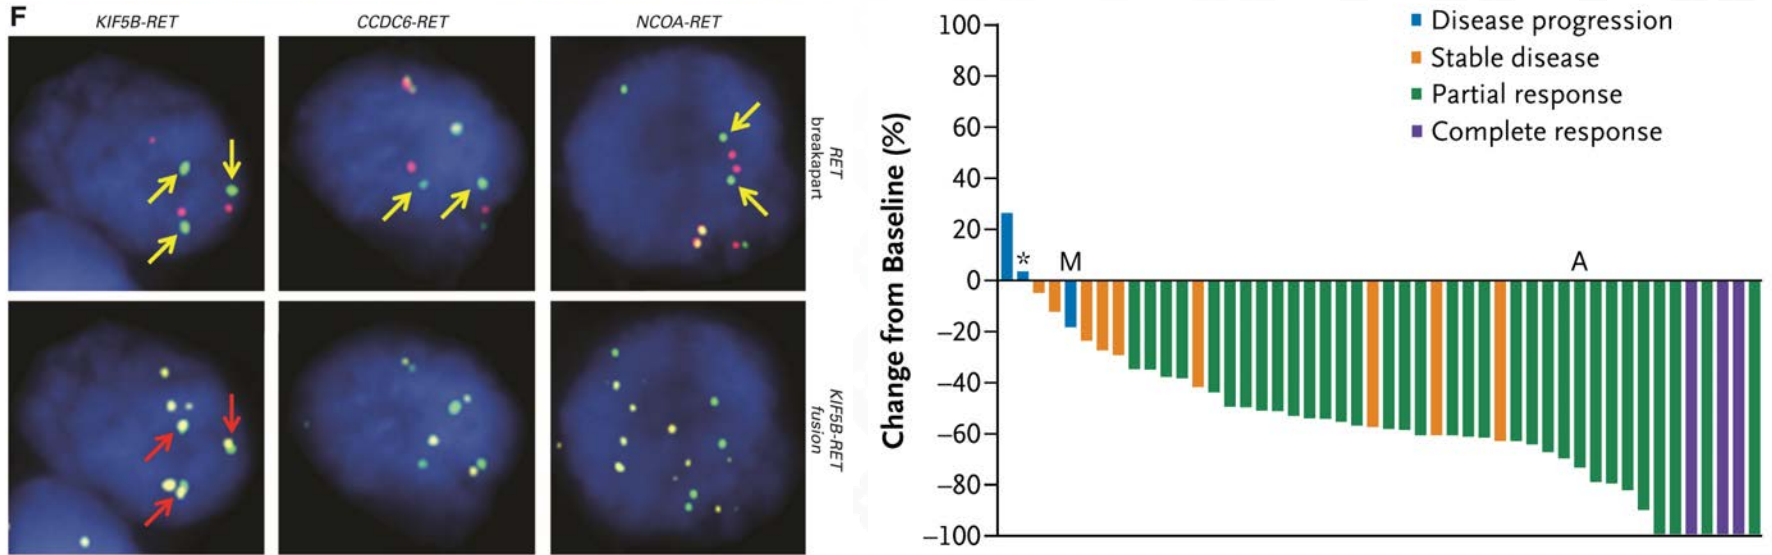 F
KIF5B-RET
CCDC6-RET
NCOA-RET
RET
breakapart
KIF5B-RET
fusion
Change from Baseline (%)
100
80
60
40
20
0
−20
−40
−60
−80
−100
Disease progression
Stable disease
Partial response
Complete response
*
M
A